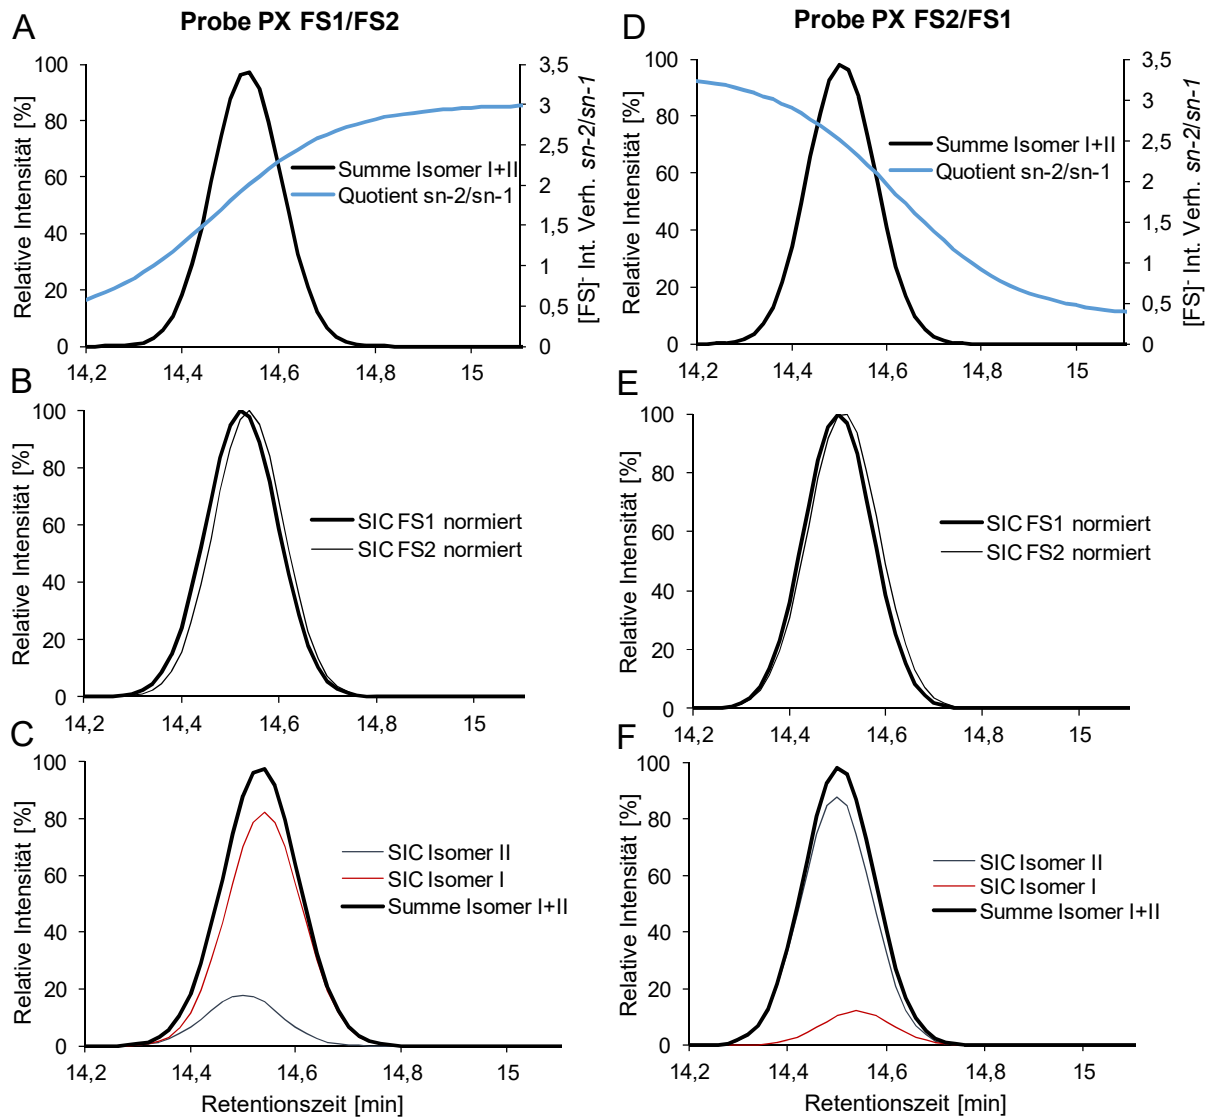 A
Probe PX FS1/FS2
Relative Intensität [%]
100
80
60
40
20
0
3,5
3
2,5
2
1,5
1
0,5
0
[FS]- Int. Verh. sn-2/sn-1
Summe Isomer I+II
Quotient sn-2/sn-1
14,2
14,4
14,6
14,8
15
B
Relative Intensität [%]
100
80
60
40
20
0
SIC FS1 normiert
SIC FS2 normiert
14,2
14,4
14,6
14,8
15
C
Relative Intensität [%]
100
80
60
40
20
0
SIC Isomer II
SIC Isomer I
Summe Isomer I+II
14,2
14,4
14,6
14,8
15
Retentionszeit [min]
D
Probe PX FS2/FS1
Relative Intensität [%]
100
80
60
40
20
0
3,5
3
2,5
2
1,5
1
0,5
0
[FS]- Int. Verh. sn-2/sn-1
Summe Isomer I+II
Quotient sn-2/sn-1
14,2
14,4
14,6
14,8
15
E
Relative Intensität [%]
100
80
60
40
20
0
SIC FS1 normiert
SIC FS2 normiert
14,2
14,4
14,6
14,8
15
F
Relative Intensität [%]
100
80
60
40
20
0
SIC Isomer II
SIC Isomer I
Summe Isomer I+II
14,2
14,4
14,6
14,8
15
Retentionszeit [min]